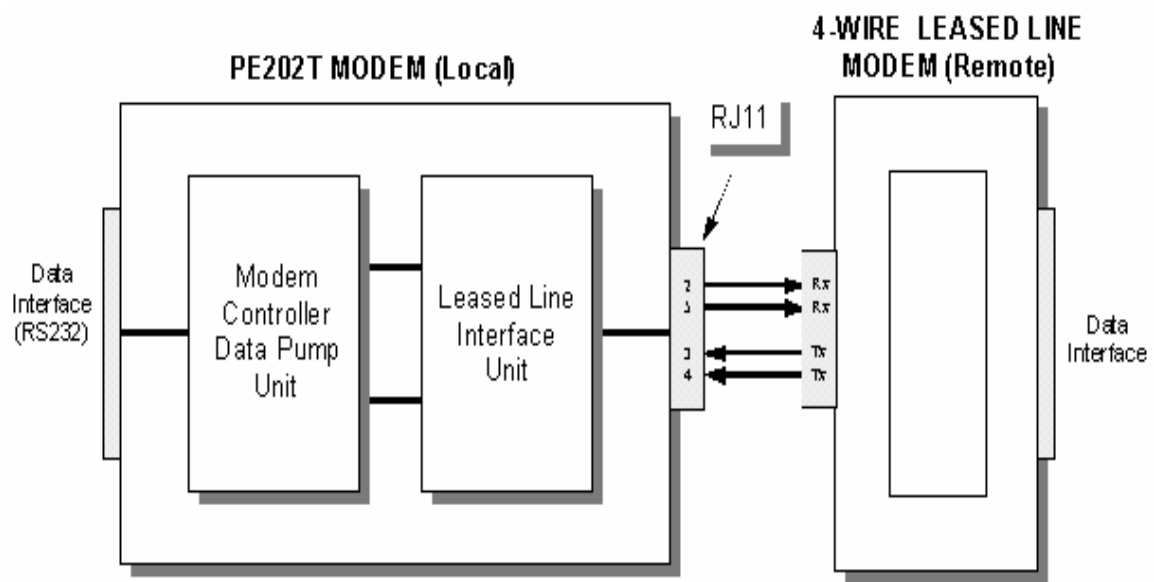 4-WIRE LEASED LINE
MODEM (Remote)
PE202T MODEM (Local)
RJ11
Data
Interface
(RS232)
Modem
Controller
Data Pump
Unit
Leased Line
Interface
Unit
2
5
3
4
Rx
Rx
Tx
Tx
Data
Interface